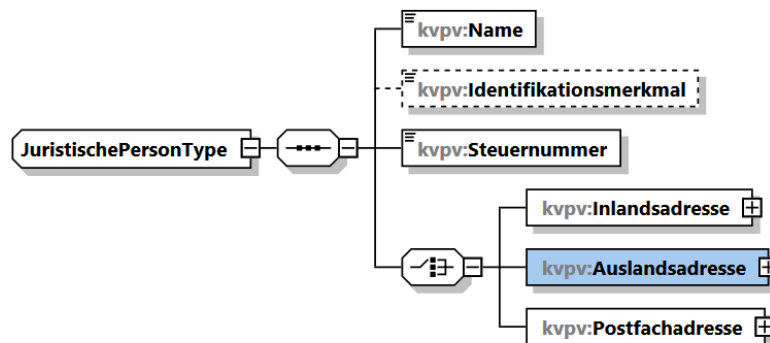 kvpv:Name
kvpv:Identifikationsmerkmal
JuristischePersonType
kvpv:Steuernummer
kvpv:Inlandsadresse
kvpv:Auslandsadresse
kvpv:Postfachadresse